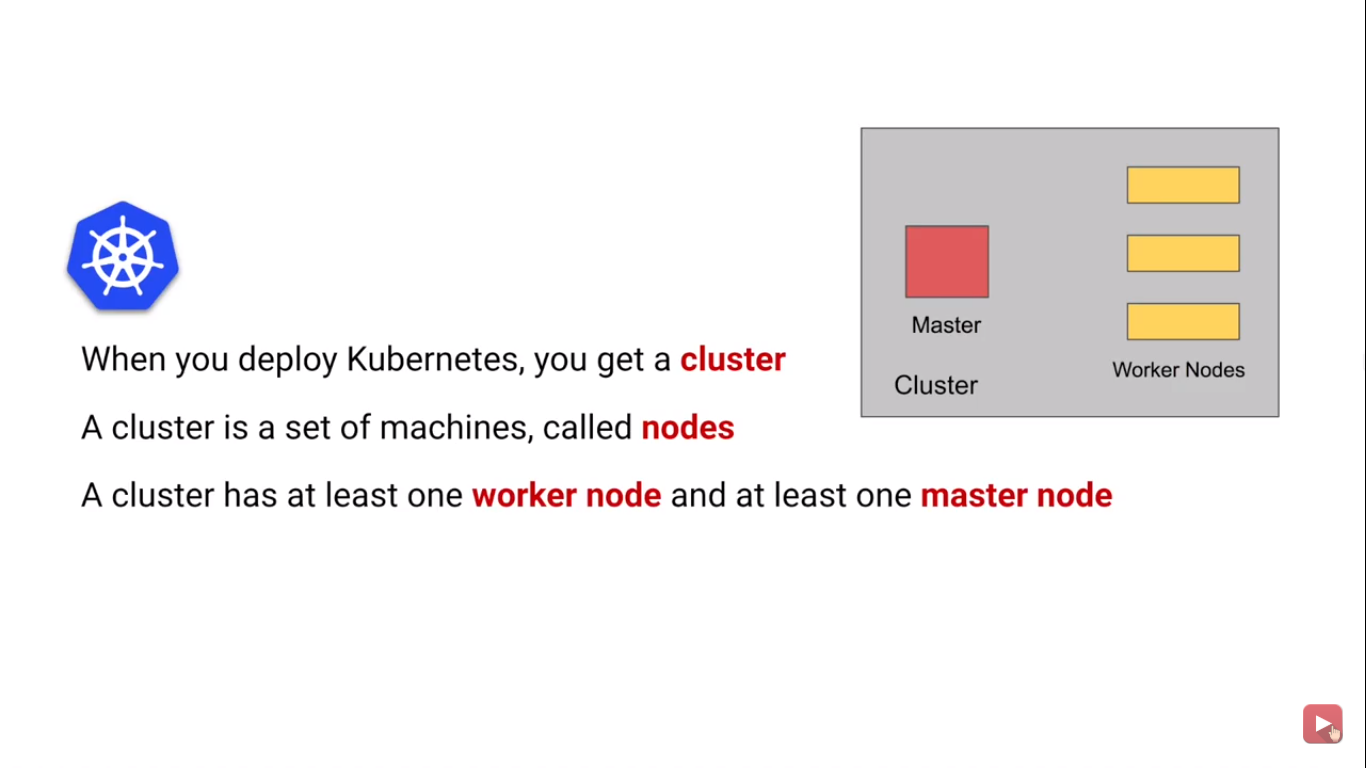 When you deploy Kubernetes, you get a cluster
A cluster is a set of machines, called nodes
A cluster has at least one worker node and at least one master node
Master
Cluster
Worker Nodes